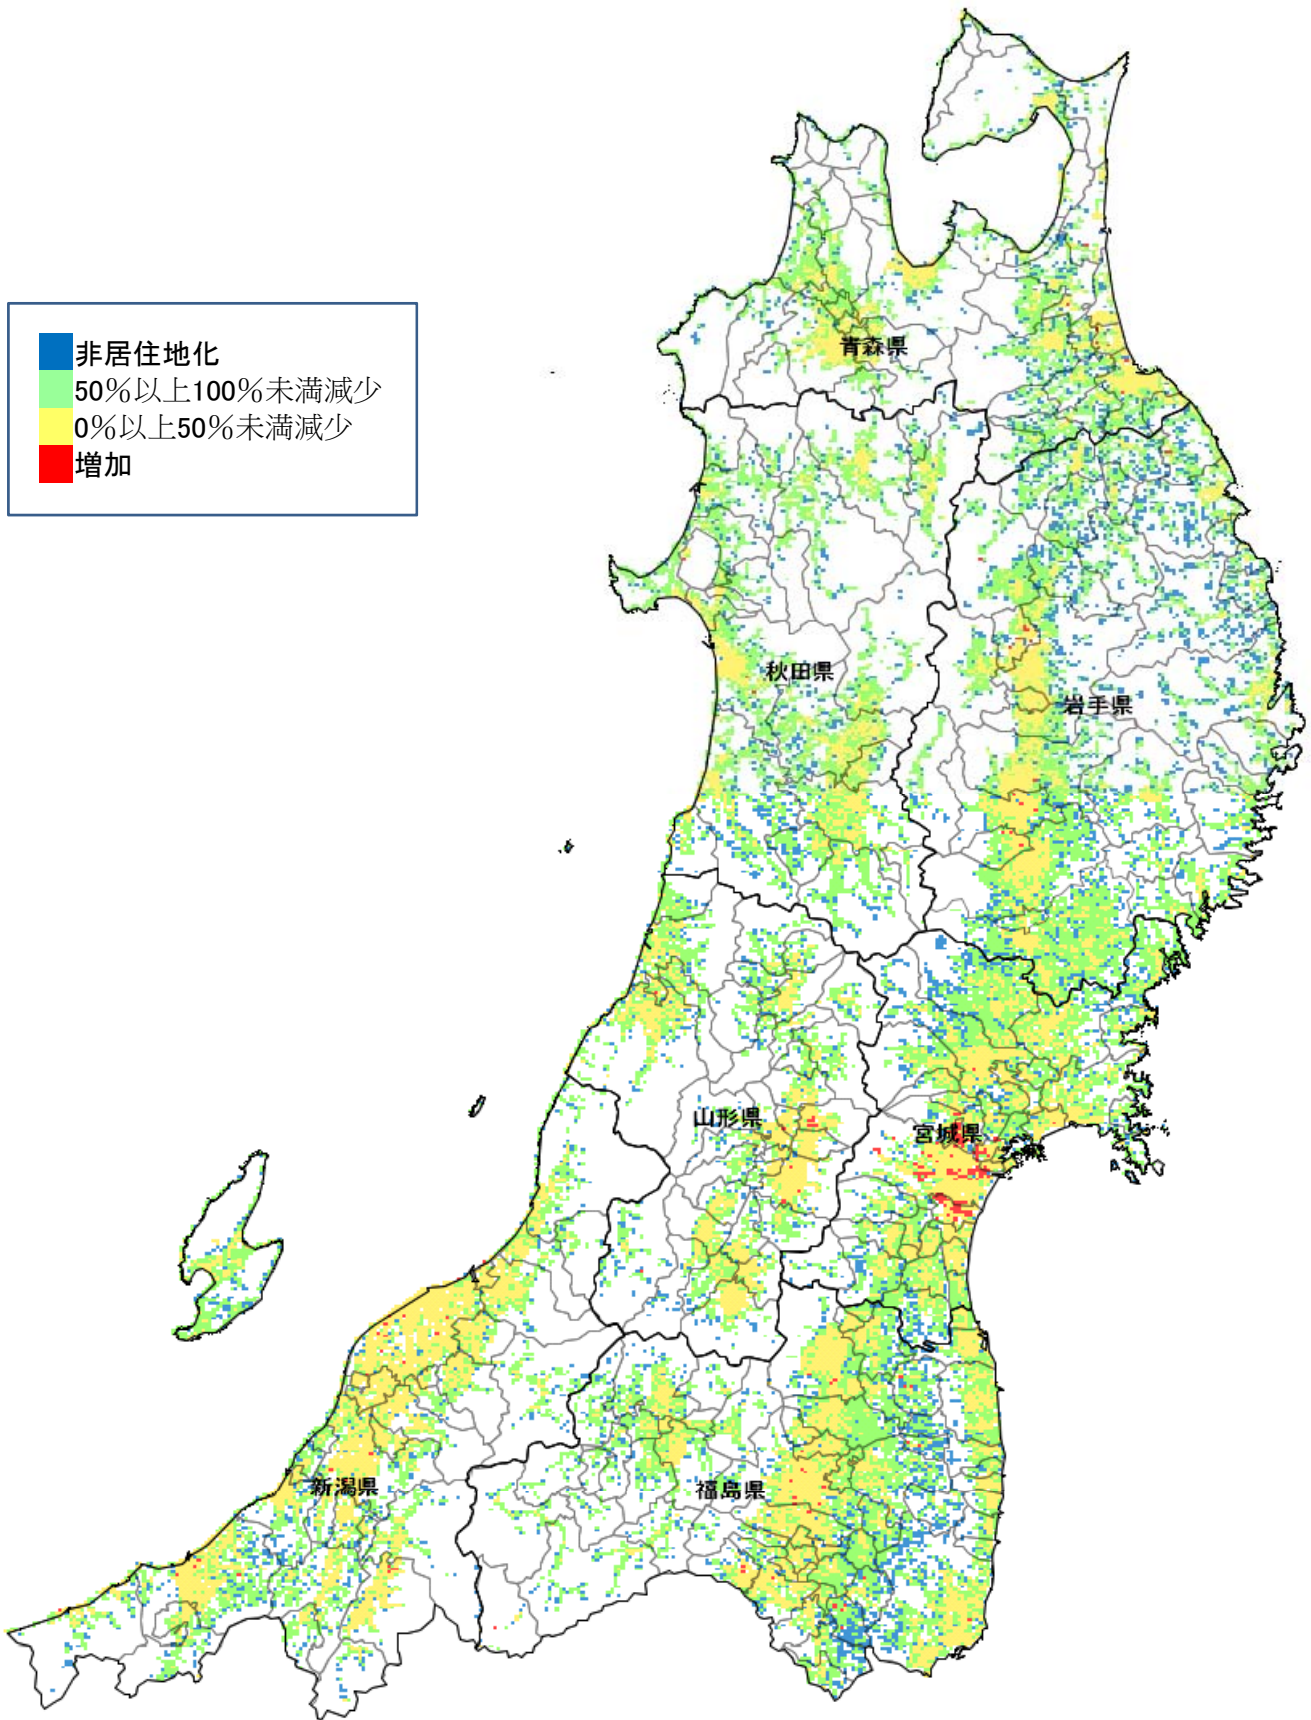 非居住地化
50％以上100％未満減少
0％以上50％未満減少
増加
青森県
秋田県
岩手県
山形県
宮城県
新潟県
福島県